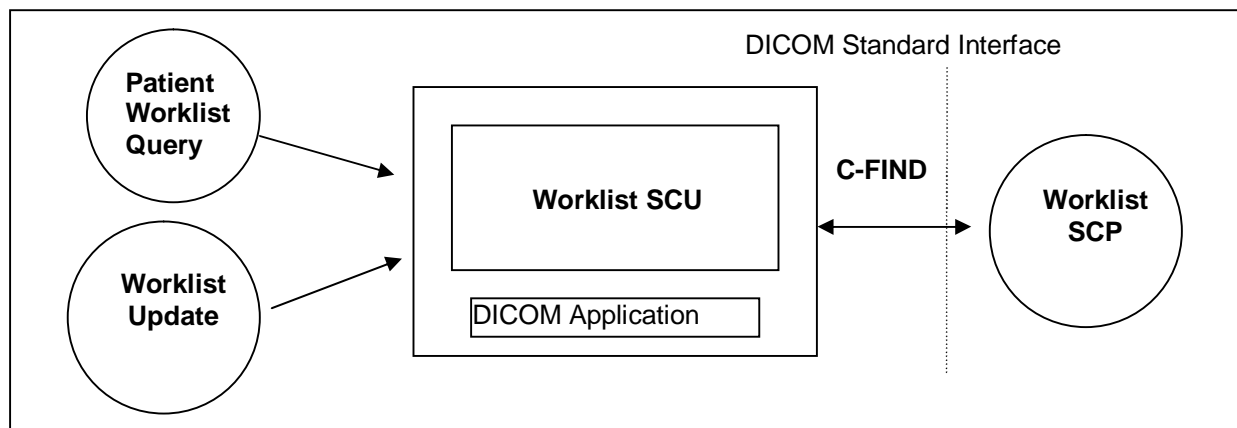 DICOM Standard Interface
Patient
Worklist
Query
Worklist SCU
C-FIND
Worklist
SCP
Worklist
Update
DICOM Application